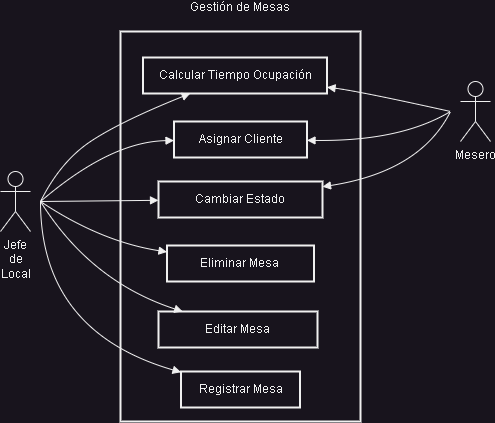 Gestión de Mesas
Calcular Tiempo Ocupación
Asignar Cliente
Mesero
Cambiar Estado
Jefe
de
Local
Eliminar Mesa
Editar Mesa
Registrar Mesa